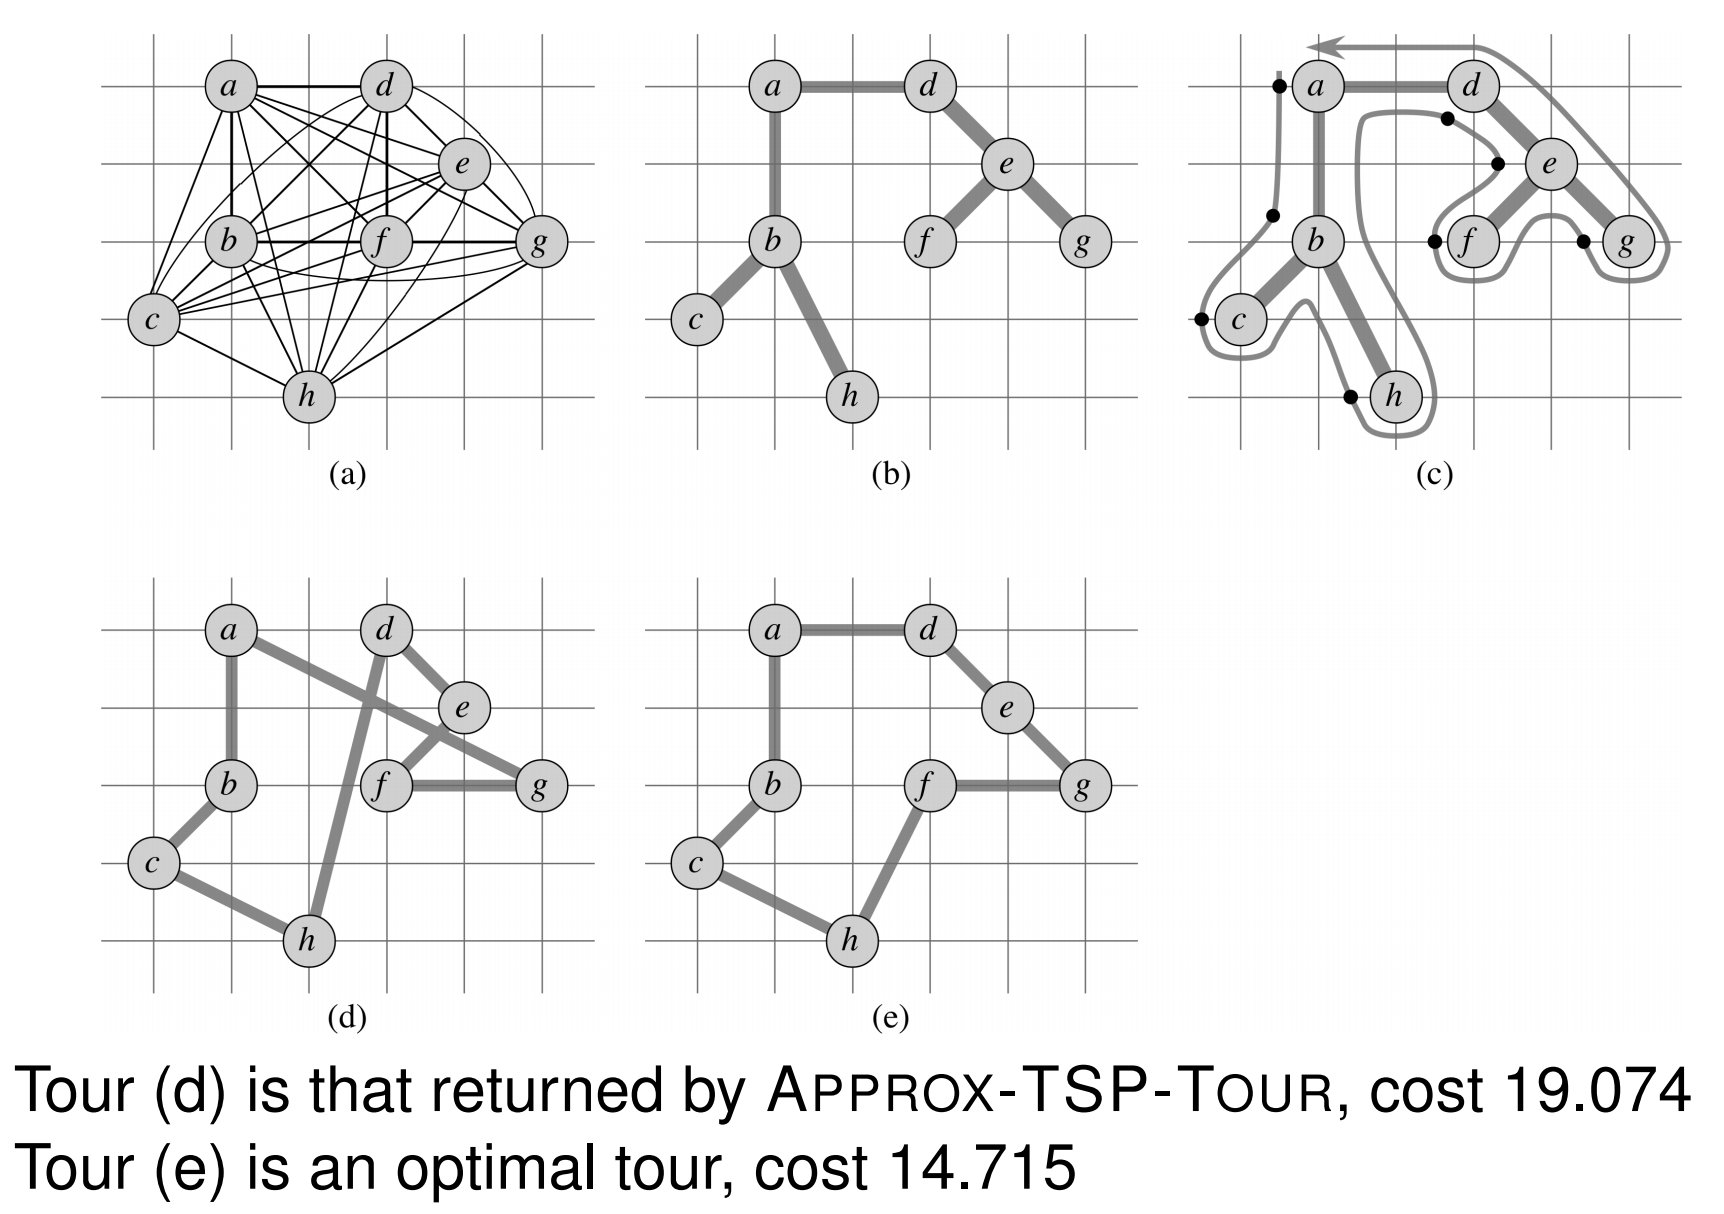 a d a d a d
e e e
b f g b f g b f g
c c c
h h h
(a) (b) (c)
a d a d
e e
b f g b f g
c c
h h
(d) (e)
Tour (d) is that returned by APPROX-TSP-TOUR, cost 19.074
Tour (e) is an optimal tour, cost 14.715